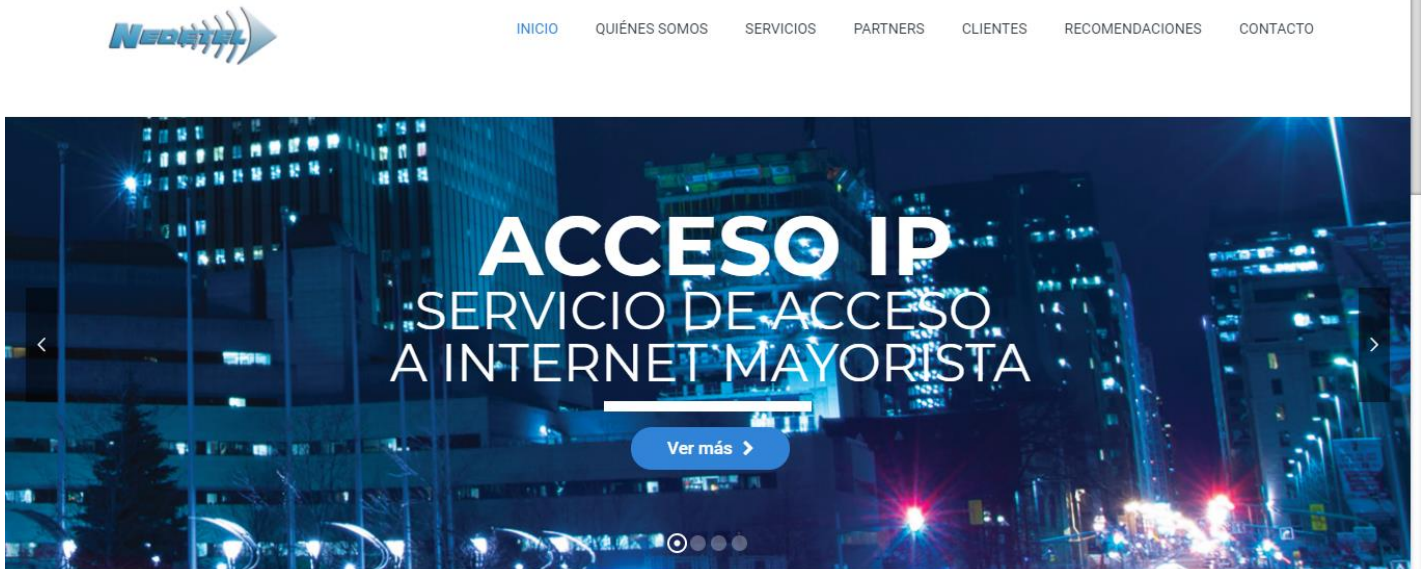 NEDETEL
INICIO QUIÉNES SOMOS SERVICIOS PARTNERS CLIENTES RECOMENDACIONES CONTACTO
ACCESO IP
SERVICIO DE ACCESO
A INTERNET MAYORISTA
Ver más